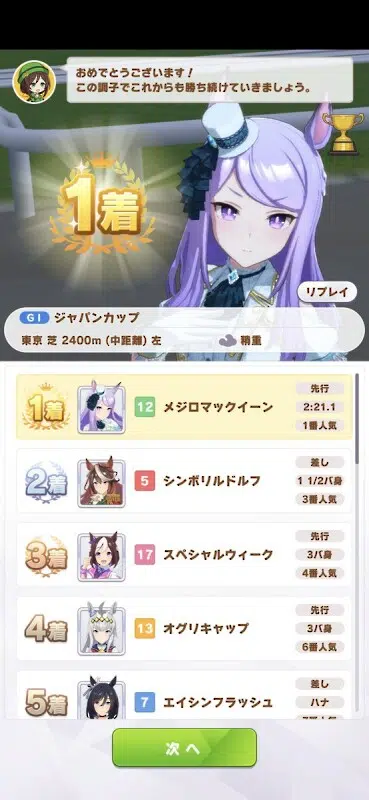 おめでとうございます！
この調子でこれからも勝ち続けていきましょう。
1着
リプレイ
GI ジャパンカップ
東京 芝 2400m (中距離) 左 稍重
1着 12 メジロマックイーン
先行
2:21.1
1番人気
2着 5 シンボリルドルフ
差し
1 1/2バ身
3番人気
3着 17 スペシャルウィーク
先行
3バ身
4番人気
4着 13 オグリキャップ
先行
3バ身
6番人気
5着 7 エイシンフラッシュ
差し
ハナ
次へ